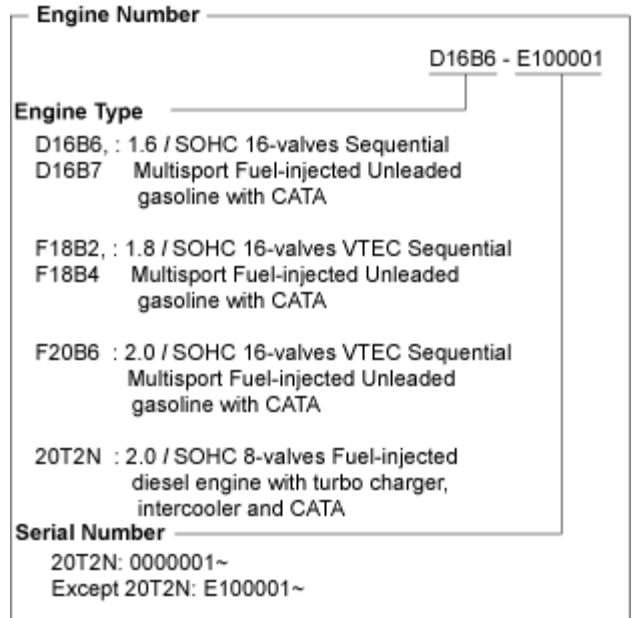 Engine Number
D16B6 - E100001
Engine Type
D16B6, : 1.6 l SOHC 16-valves Sequential
D16B7 Multisport Fuel-injected Unleaded
gasoline with CATA
F18B2, : 1.8 l SOHC 16-valves VTEC Sequential
F18B4 Multisport Fuel-injected Unleaded
gasoline with CATA
F20B6 : 2.0 l SOHC 16-valves VTEC Sequential
Multisport Fuel-injected Unleaded
gasoline with CATA
20T2N : 2.0 l SOHC 8-valves Fuel-injected
diesel engine with turbo charger,
intercooler and CATA
Serial Number
20T2N: 0000001~
Except 20T2N: E100001~